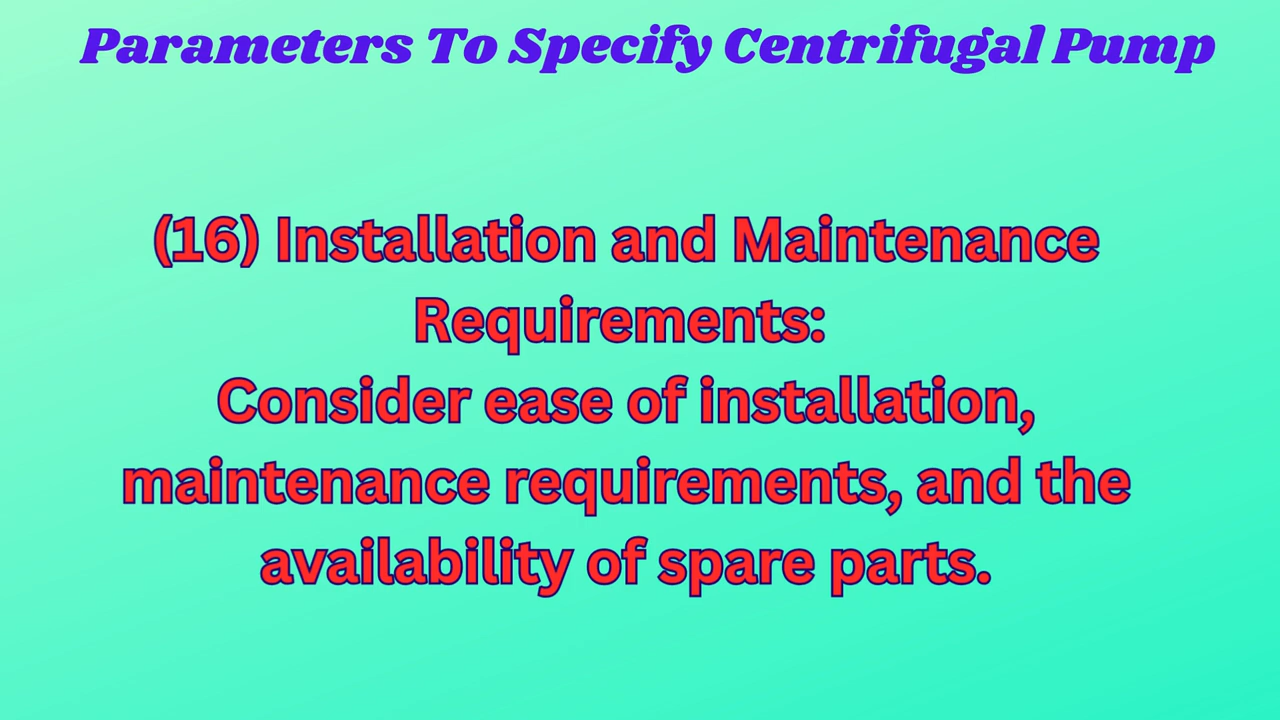 Parameters To Specify Centrifugal Pump
(16) Installation and Maintenance
Requirements:
Consider ease of installation,
maintenance requirements, and the
availability of spare parts.